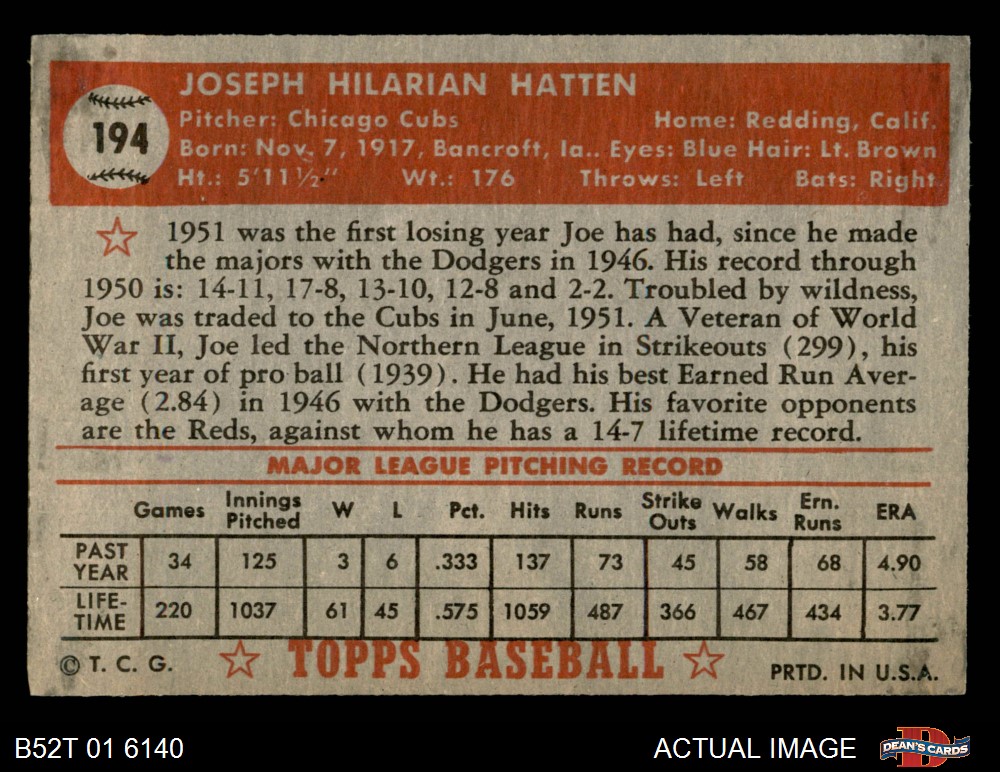 194
JOSEPH HILARIAN HATTEN
Pitcher: Chicago Cubs Home: Redding, Calif.
Born: Nov. 7, 1917, Bancroft, Ia.. Eyes: Blue Hair: Lt. Brown
Ht.: 5'11½" Wt.: 176 Throws: Left Bats: Right
1951 was the first losing year Joe has had, since he made
the majors with the Dodgers in 1946. His record through
1950 is: 14-11, 17-8, 13-10, 12-8 and 2-2. Troubled by wildness,
Joe was traded to the Cubs in June, 1951. A Veteran of World
War II, Joe led the Northern League in Strikeouts (299), his
first year of pro ball (1939). He had his best Earned Run Aver-
age (2.84) in 1946 with the Dodgers. His favorite opponents
are the Reds, against whom he has a 14-7 lifetime record.
MAJOR LEAGUE PITCHING RECORD
Games Innings Pitched W L Pct. Hits Runs Strike Outs Walks Ern. Runs ERA
PAST YEAR 34 125 3 6 .333 137 73 45 58 68 4.90
LIFE-TIME 220 1037 61 45 .575 1059 487 366 467 434 3.77
© T. C. G. TOPPS BASEBALL PRTD. IN U.S.A.
B52T 01 6140 ACTUAL IMAGE DEAN'S CARDS